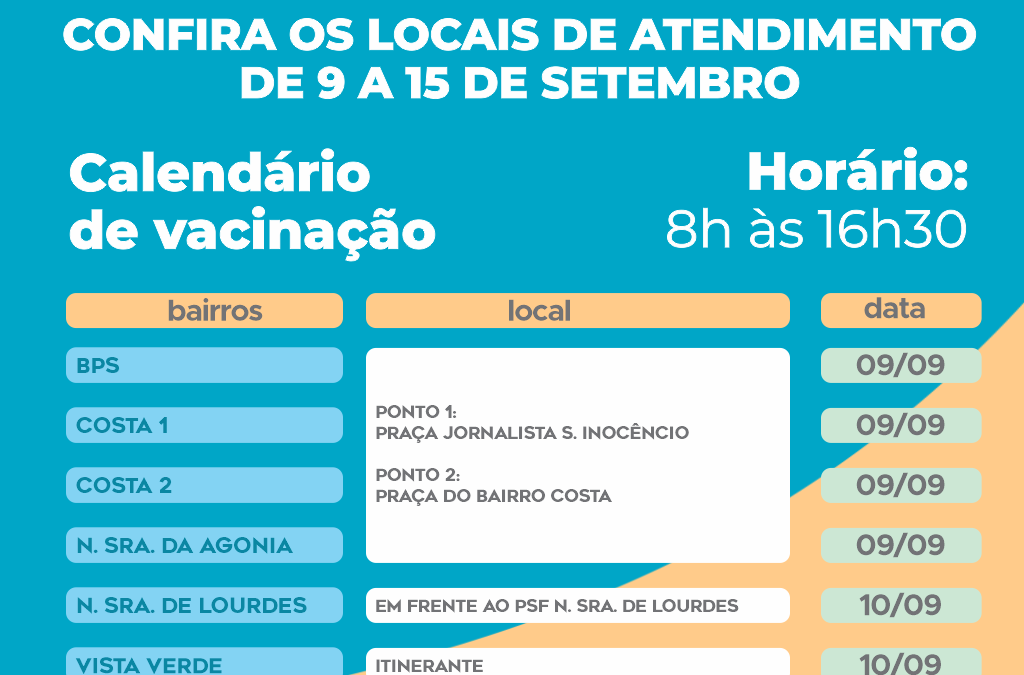 CONFIRA OS LOCAIS DE ATENDIMENTO
DE 9 A 15 DE SETEMBRO
Calendário
de vacinação
Horário:
8h às 16h30
bairros local data
BPS 09/09
PONTO 1:
COSTA 1 09/09
PRAÇA JORNALISTA S. INOCÊNCIO
PONTO 2:
COSTA 2 09/09
PRAÇA DO BAIRRO COSTA
N. SRA. DA AGONIA 09/09
N. SRA. DE LOURDES EM FRENTE AO PSF N. SRA. DE LOURDES 10/09
VISTA VERDE ITINERANTE 10/09